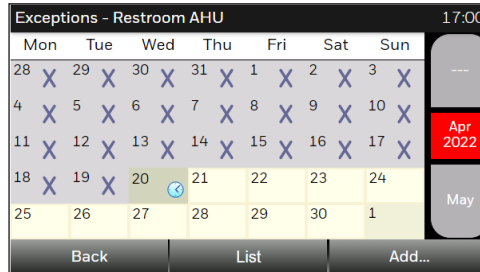 Exceptions - Restroom AHU 17:00
Mon Tue Wed Thu Fri Sat Sun
28 29 30 31 1 2 3 ---
4 5 6 7 8 9 10
Apr
2022
11 12 13 14 15 16 17
18 19 20 21 22 23 24
May
25 26 27 28 29 30 1
Back List Add...